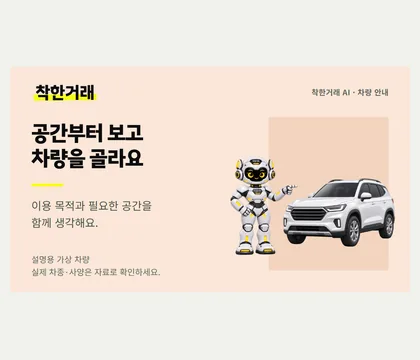 착한거래
착한거래 AI · 차량 안내
공간부터 보고
차량을 골라요
이용 목적과 필요한 공간을
함께 생각해요.
설명용 가상 차량
실제 차종·사양은 자료로 확인하세요.